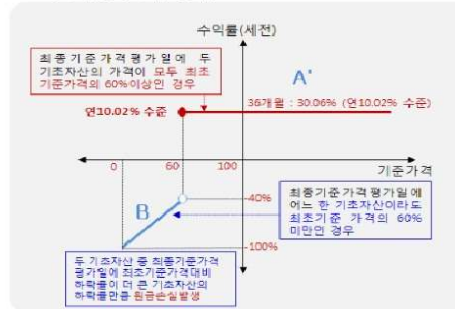 수익률(세전)
최종기준가격평가일에 두
기초자산의 가격이 모두 최초
기준가격의 60%이상인 경우
A'
36개월 : 30.06% (연10.02% 수준)
연10.02% 수준
0
60
100
기준가격
-40%
최종기준가격평가일에
어느 한 기초자산이라도
최초기준 가격의 60%
미만인 경우
B
-100%
두 기초자산 중 최종기준가격
평가일에 최초기준가격대비
하락률이 더 큰 기초자산의
하락률만큼 원금손실발생